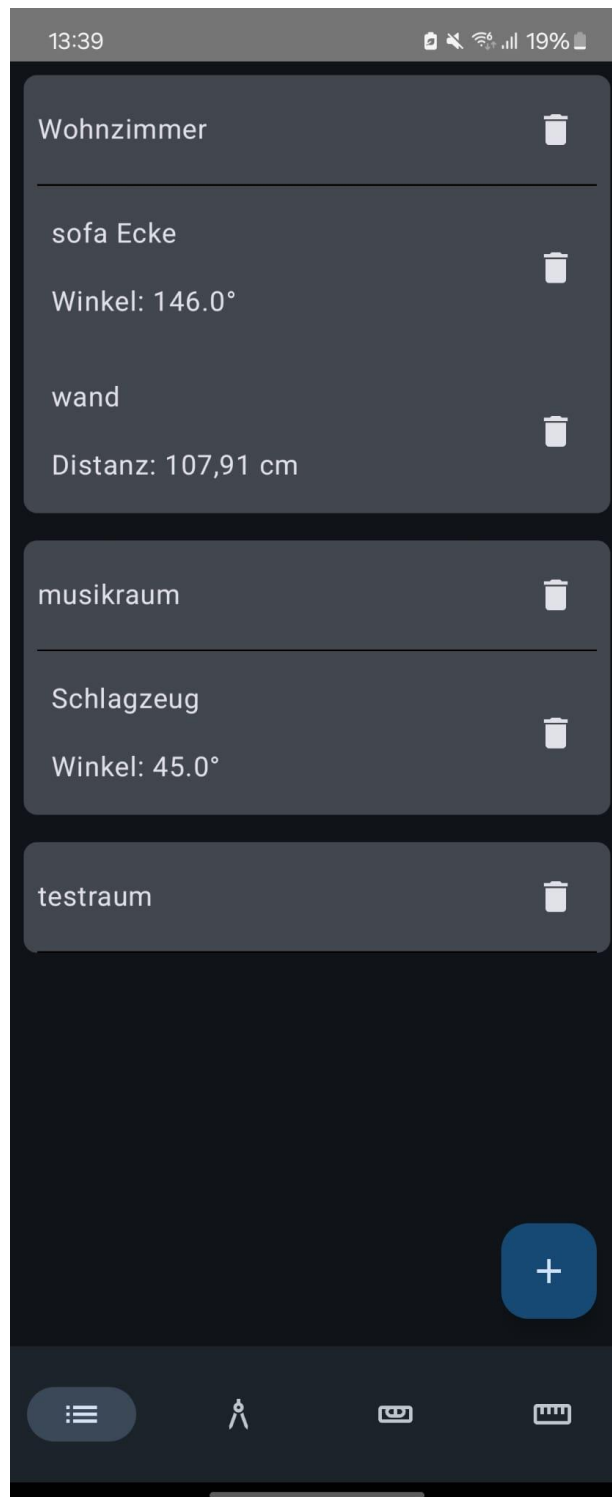 13:39
19%
Wohnzimmer
sofa Ecke
Winkel: 146.0°
wand
Distanz: 107,91 cm
musikraum
Schlagzeug
Winkel: 45.0°
testraum